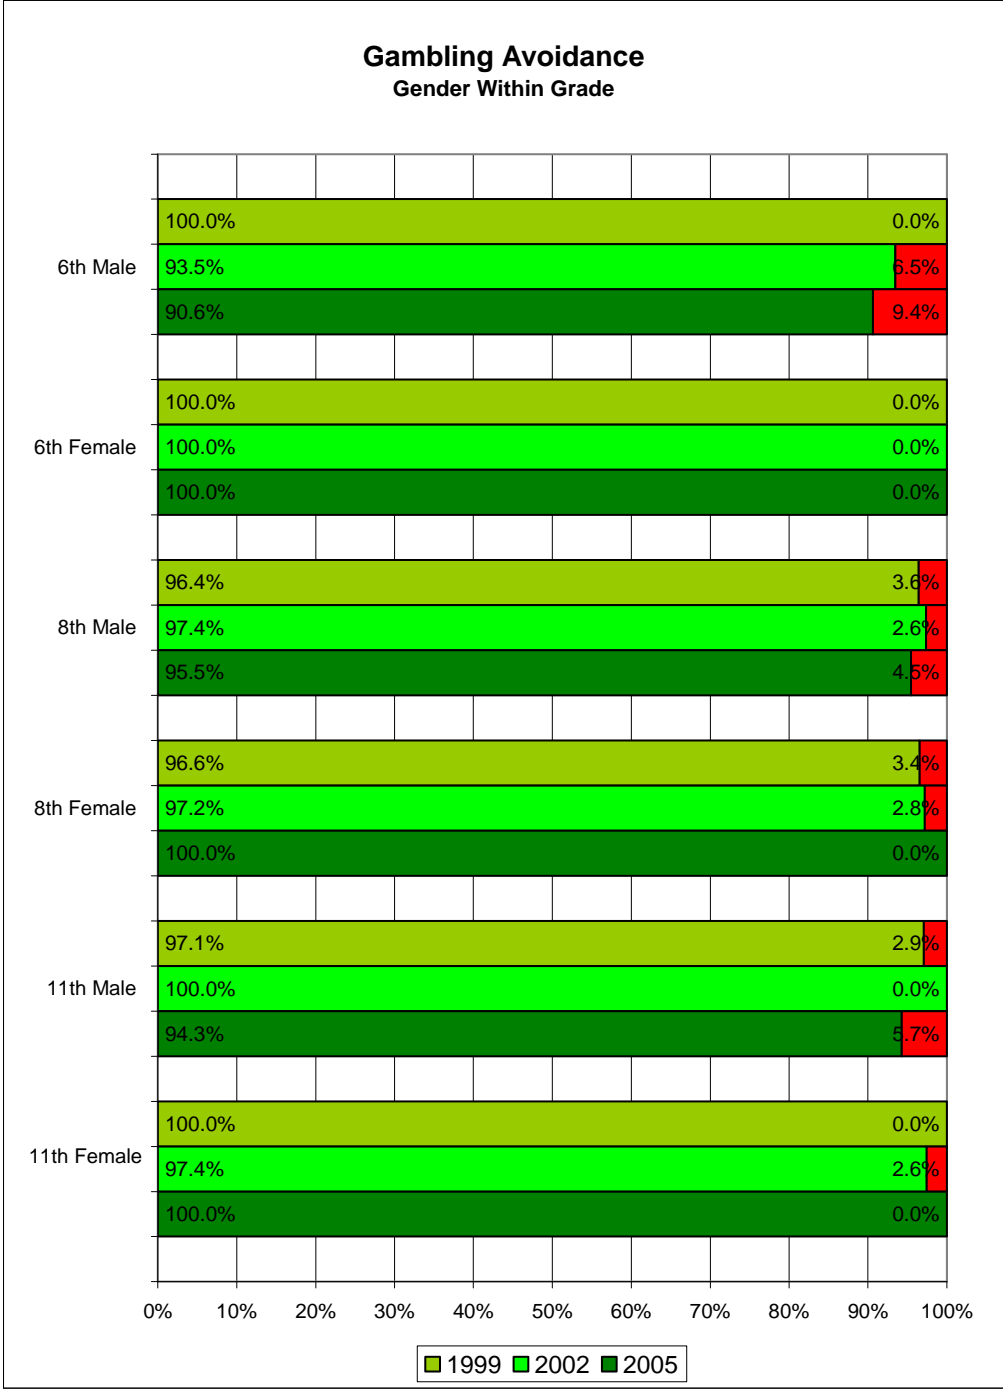 Gambling Avoidance
Gender Within Grade
100.0% 0.0%
6th Male 93.5% 6.5%
90.6% 9.4%
100.0% 0.0%
6th Female 100.0% 0.0%
100.0% 0.0%
96.4% 3.6%
8th Male 97.4% 2.6%
95.5% 4.5%
96.6% 3.4%
8th Female 97.2% 2.8%
100.0% 0.0%
97.1% 2.9%
11th Male 100.0% 0.0%
94.3% 5.7%
100.0% 0.0%
11th Female 97.4% 2.6%
100.0% 0.0%
0% 10% 20% 30% 40% 50% 60% 70% 80% 90% 100%
1999 2002 2005